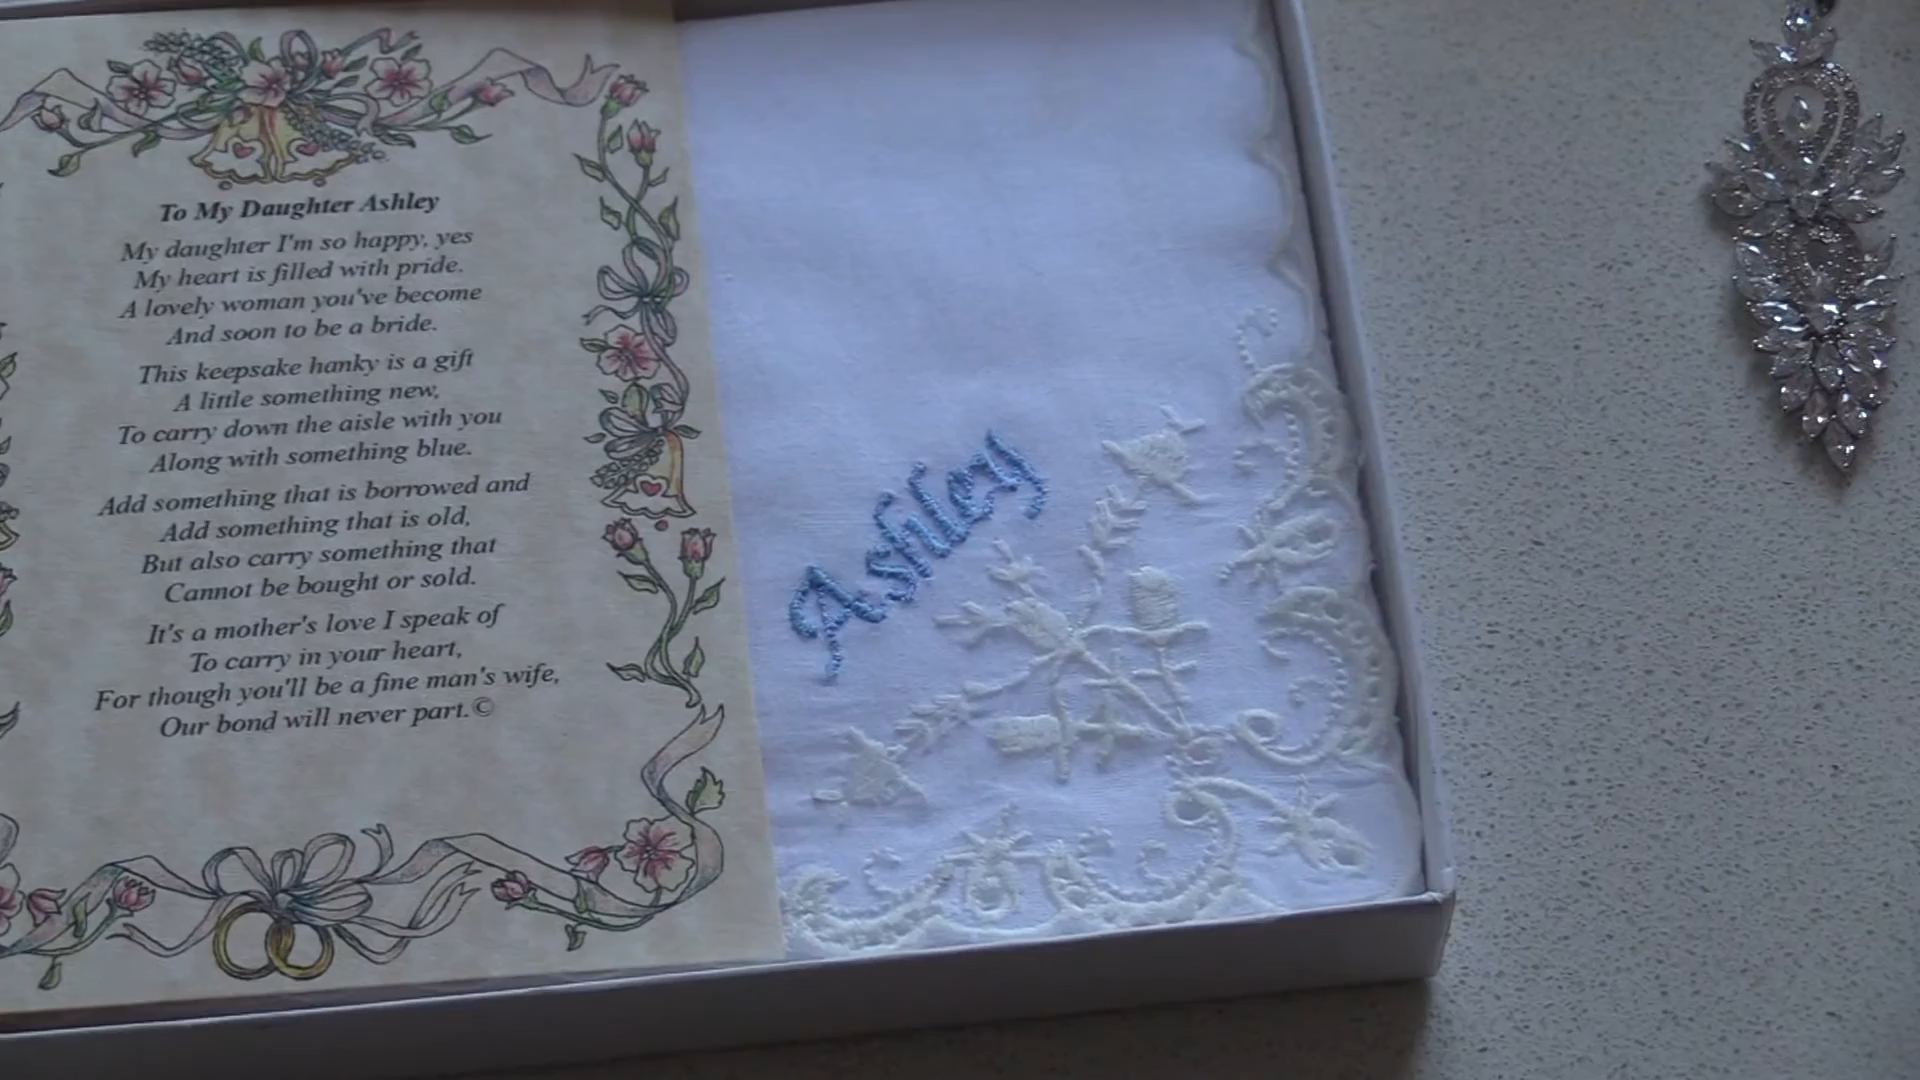 To My Daughter Ashley
My daughter I'm so happy, yes
My heart is filled with pride.
A lovely woman you've become
And soon to be a bride.
This keepsake hanky is a gift
A little something new,
To carry down the aisle with you
Along with something blue.
Add something that is borrowed and
Add something that is old,
But also carry something that
Cannot be bought or sold.
It's a mother's love I speak of
To carry in your heart,
For though you'll be a fine man's wife,
Our bond will never part.©
Ashley